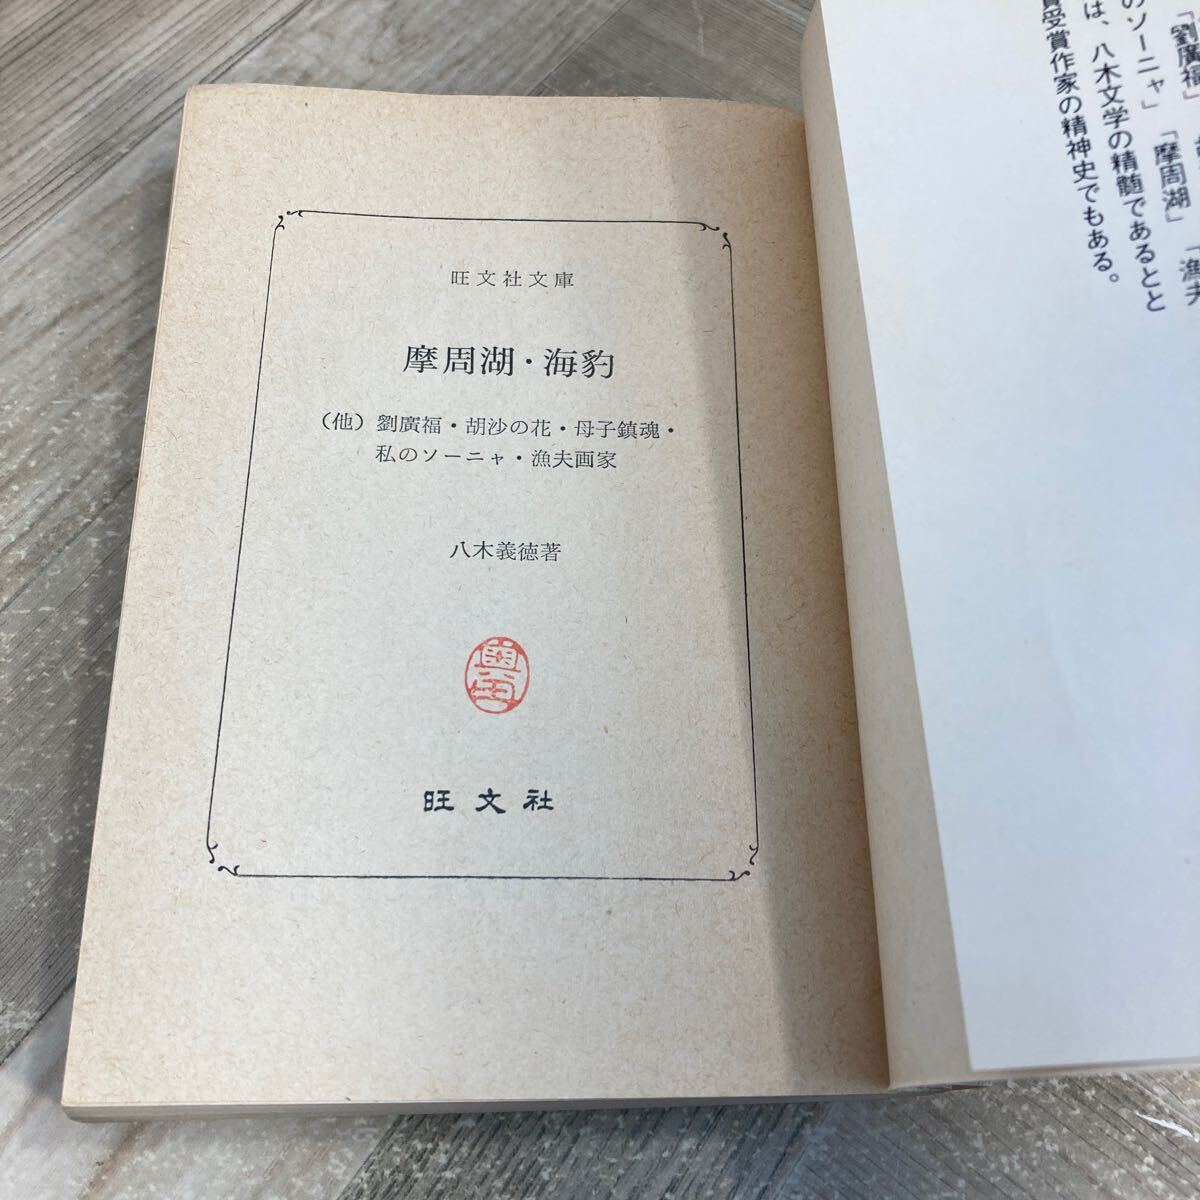 旺文社文庫
摩周湖・海豹
（他）劉廣福・胡沙の花・母子鎮魂・
私のソーニャ・漁夫画家
八木義徳著
旺文社
「劉廣福」
のソーニャ」「摩周湖」「漁夫
は、八木文学の精髄であるとと
賞受賞作家の精神史でもある。